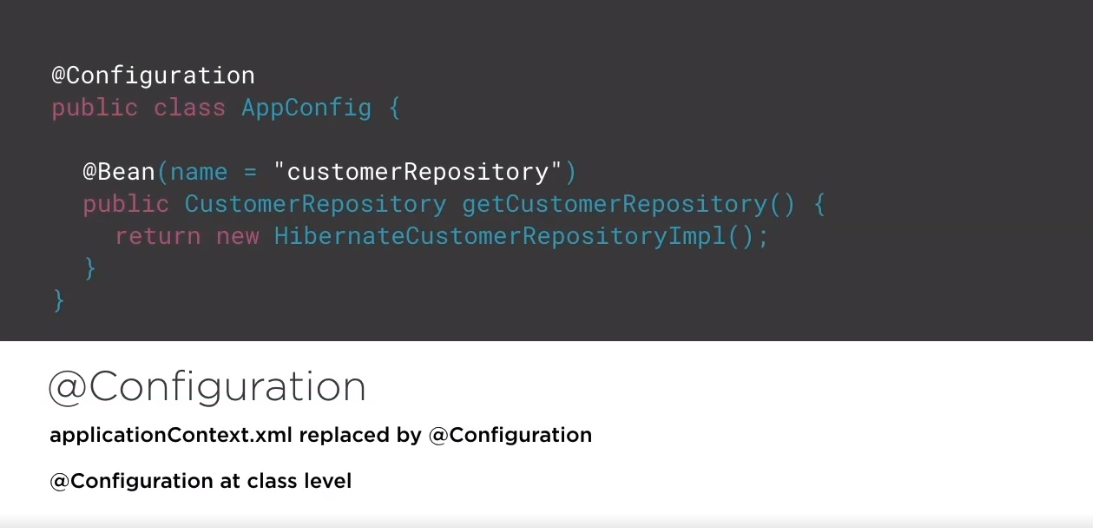 @Configuration
public class AppConfig {
@Bean(name = "customerRepository")
public CustomerRepository getCustomerRepository() {
return new HibernateCustomerRepositoryImpl();
}
}
@Configuration
applicationContext.xml replaced by @Configuration
@Configuration at class level